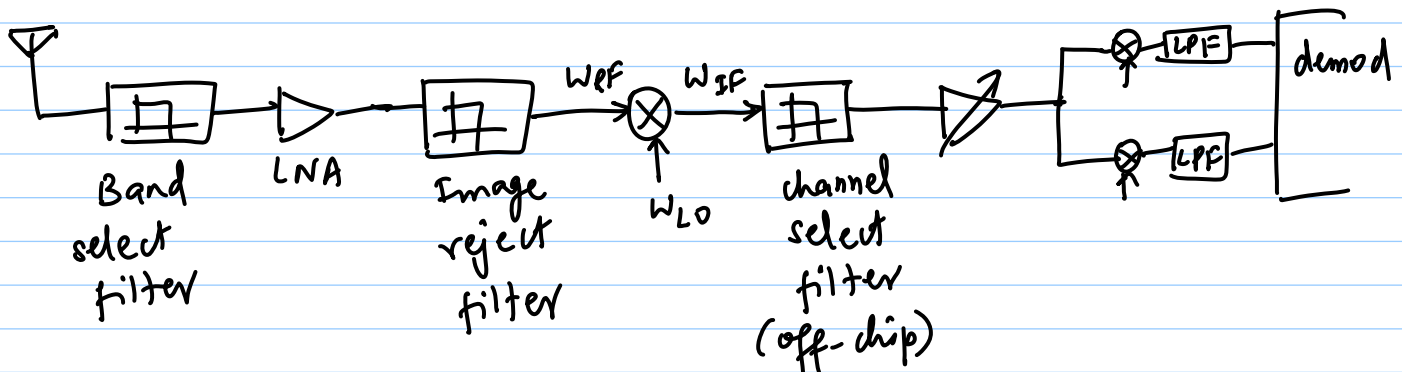 Band
select
filter
LNA
Image
reject
filter
WRF
WLO
WIF
channel
select
filter
(off-chip)
LPF
LPF
demod